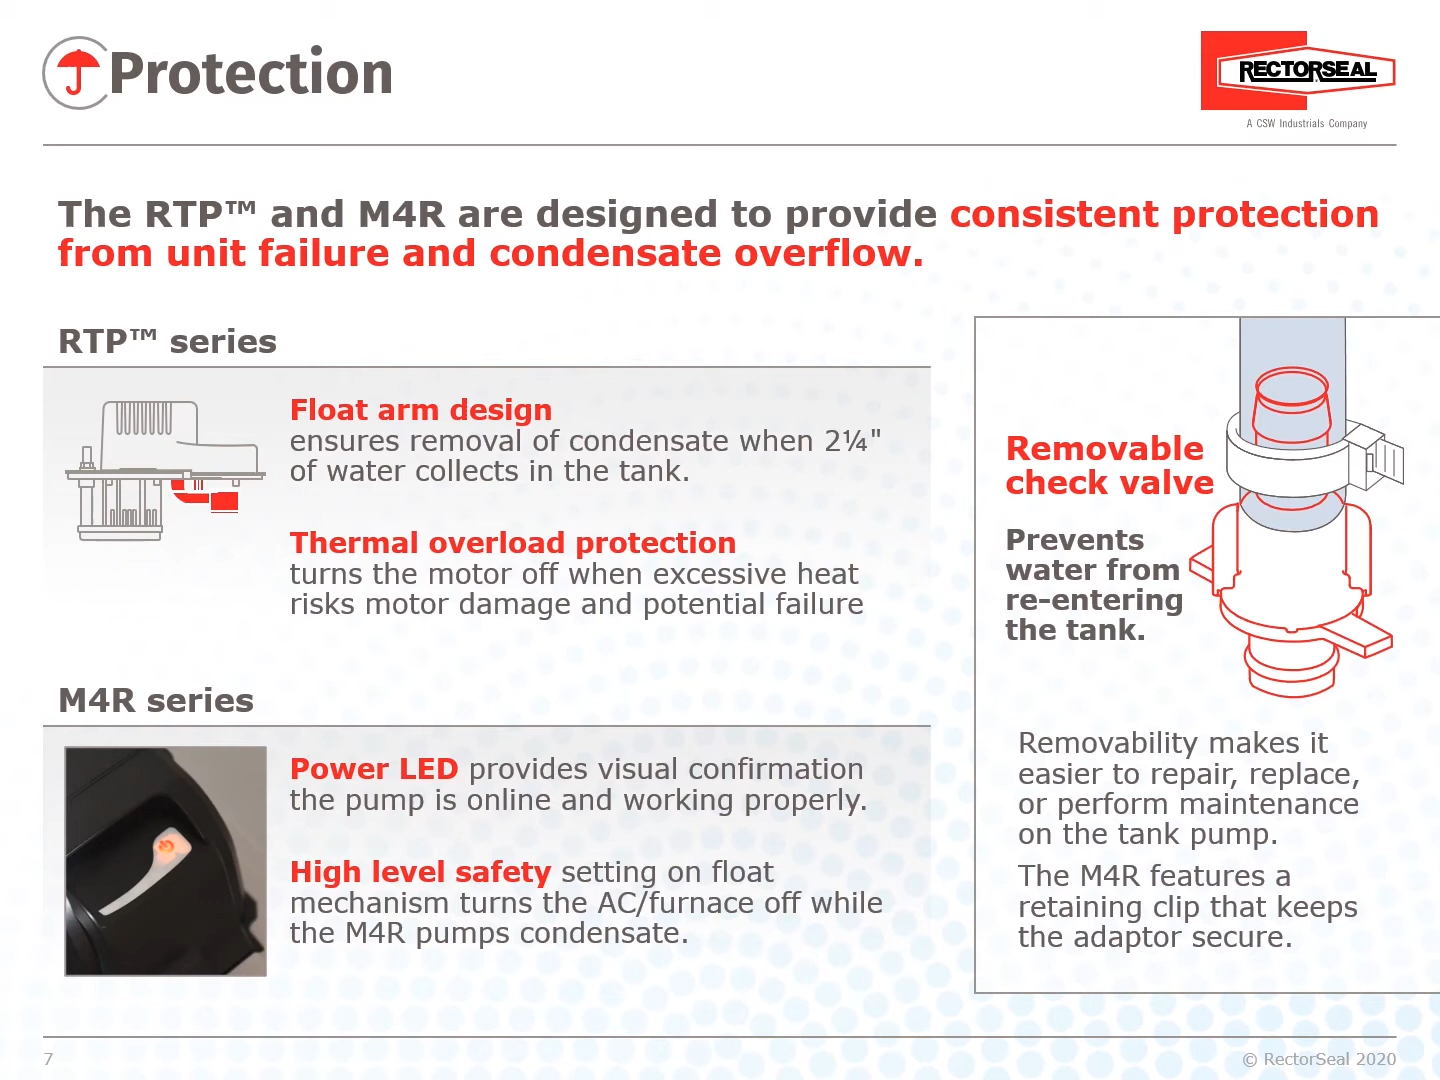 Protection
RECTORSEAL
A CSW Industrials Company
The RTP™ and M4R are designed to provide consistent protection
from unit failure and condensate overflow.
RTP™ series
Float arm design
ensures removal of condensate when 2¼"
of water collects in the tank.
Thermal overload protection
turns the motor off when excessive heat
risks motor damage and potential failure
M4R series
Power LED provides visual confirmation
the pump is online and working properly.
High level safety setting on float
mechanism turns the AC/furnace off while
the M4R pumps condensate.
Removable
check valve
Prevents
water from
re-entering
the tank.
Removability makes it
easier to repair, replace,
or perform maintenance
on the tank pump.
The M4R features a
retaining clip that keeps
the adaptor secure.
7
© RectorSeal 2020